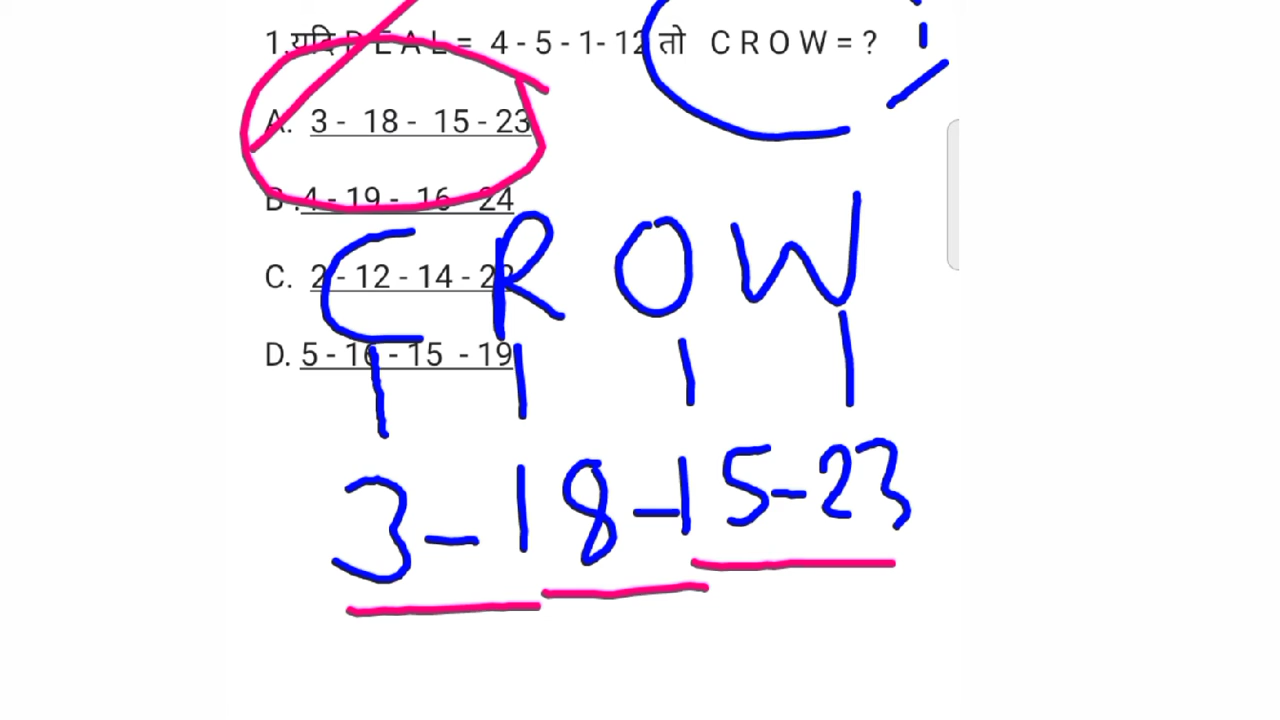 1.यदि D E A L = 4 - 5 - 1- 12 तो C R O W = ?
A. 3 - 18 - 15 - 23
B .4 - 19 - 16 - 24
C. 2 - 12 - 14 - 22
D. 5 - 16 - 15 - 19
C R O W
3 - 18 - 15 - 23